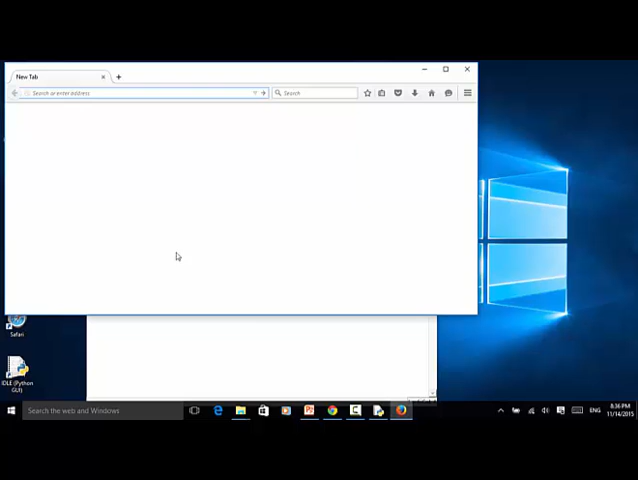 New Tab
Search or enter address
Search
Safari
IDLE (Python
GUI)
Search the web and Windows
ENG
8:36 PM
11/14/2015